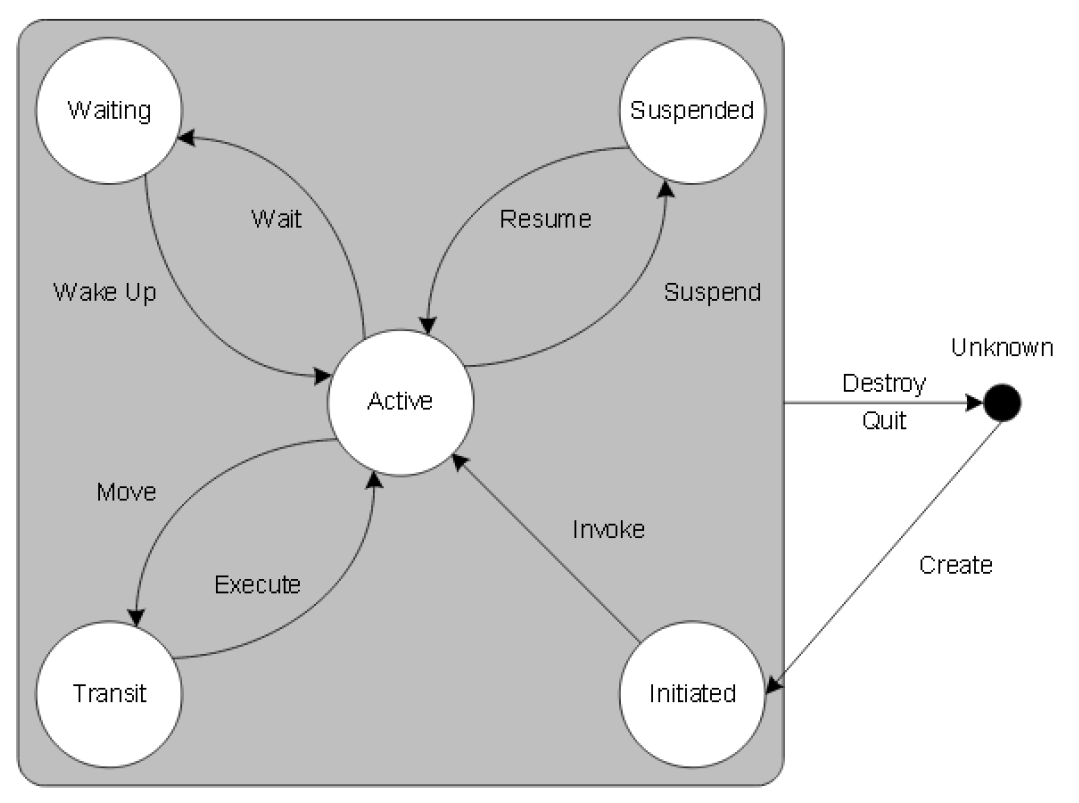 Waiting
Suspended
Wait
Resume
Wake Up
Suspend
Unknown
Destroy
Active
Quit
Move
Invoke
Create
Execute
Transit
Initiated